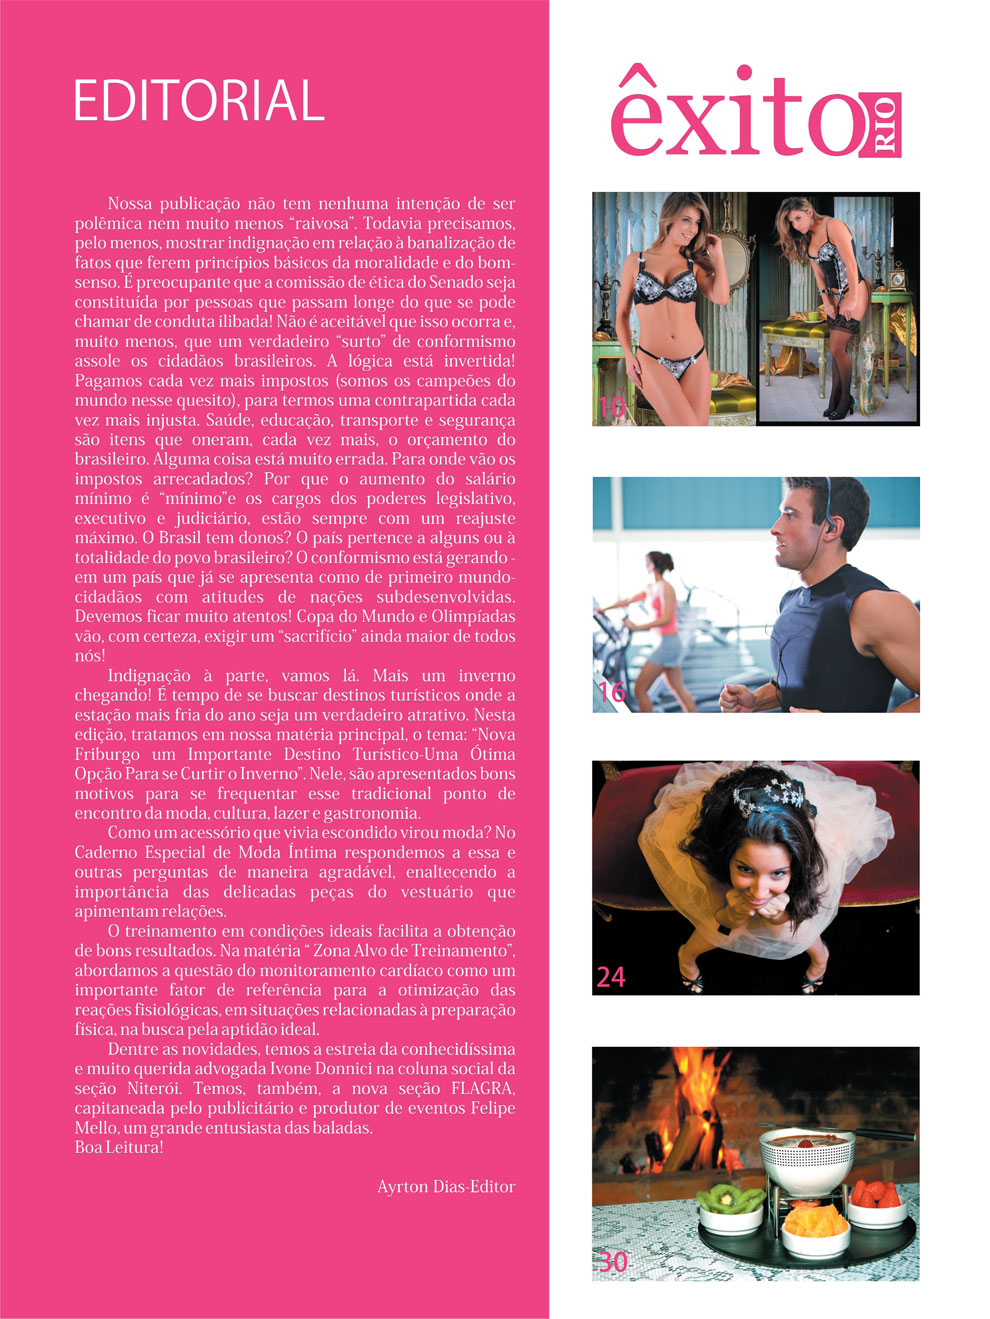 EDITORIAL
Nossa publicação não tem nenhuma intenção de ser
polêmica nem muito menos “raivosa”. Todavia precisamos,
pelo menos, mostrar indignação em relação à banalização de
fatos que ferem princípios básicos da moralidade e do bom-
senso. É preocupante que a comissão de ética do Senado seja
constituída por pessoas que passam longe do que se pode
chamar de conduta ilibada! Não é aceitável que isso ocorra e,
muito menos, que um verdadeiro “surto” de conformismo
assole os cidadãos brasileiros. A lógica está invertida!
Pagamos cada vez mais impostos (somos os campeões do
mundo nesse quesito), para termos uma contrapartida cada
vez mais injusta. Saúde, educação, transporte e segurança
são itens que oneram, cada vez mais, o orçamento do
brasileiro. Alguma coisa está muito errada. Para onde vão os
impostos arrecadados? Por que o aumento do salário
mínimo é “mínimo”e os cargos dos poderes legislativo,
executivo e judiciário, estão sempre com um reajuste
máximo. O Brasil tem donos? O país pertence a alguns ou à
totalidade do povo brasileiro? O conformismo está gerando -
em um país que já se apresenta como de primeiro mundo-
cidadãos com atitudes de nações subdesenvolvidas.
Devemos ficar muito atentos! Copa do Mundo e Olimpíadas
vão, com certeza, exigir um “sacrifício” ainda maior de todos
nós!
Indignação à parte, vamos lá. Mais um inverno
chegando! É tempo de se buscar destinos turísticos onde a
estação mais fria do ano seja um verdadeiro atrativo. Nesta
edição, tratamos em nossa matéria principal, o tema: “Nova
Friburgo um Importante Destino Turístico-Uma Ótima
Opção Para se Curtir o Inverno”. Nele, são apresentados bons
motivos para se frequentar esse tradicional ponto de
encontro da moda, cultura, lazer e gastronomia.
Como um acessório que vivia escondido virou moda? No
Caderno Especial de Moda Íntima respondemos a essa e
outras perguntas de maneira agradável, enaltecendo a
importância das delicadas peças do vestuário que
apimentam relações.
O treinamento em condições ideais facilita a obtenção
de bons resultados. Na matéria “ Zona Alvo de Treinamento”,
abordamos a questão do monitoramento cardíaco como um
importante fator de referência para a otimização das
reações fisiológicas, em situações relacionadas à preparação
física, na busca pela aptidão ideal.
Dentre as novidades, temos a estreia da conhecidíssima
e muito querida advogada Ivone Donnici na coluna social da
seção Niterói. Temos, também, a nova seção FLAGRA,
capitaneada pelo publicitário e produtor de eventos Felipe
Mello, um grande entusiasta das baladas.
Boa Leitura!
Ayrton Dias-Editor
êxito RIO
10
16
24
30